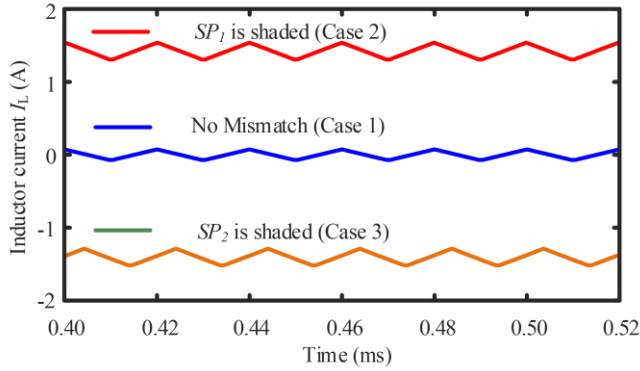 2
SP1 is shaded (Case 2)
1
No Mismatch (Case 1)
0
-1
SP2 is shaded (Case 3)
-2
0.40 0.42 0.44 0.46 0.48 0.50 0.52
Time (ms)
Inductor current IL (A)